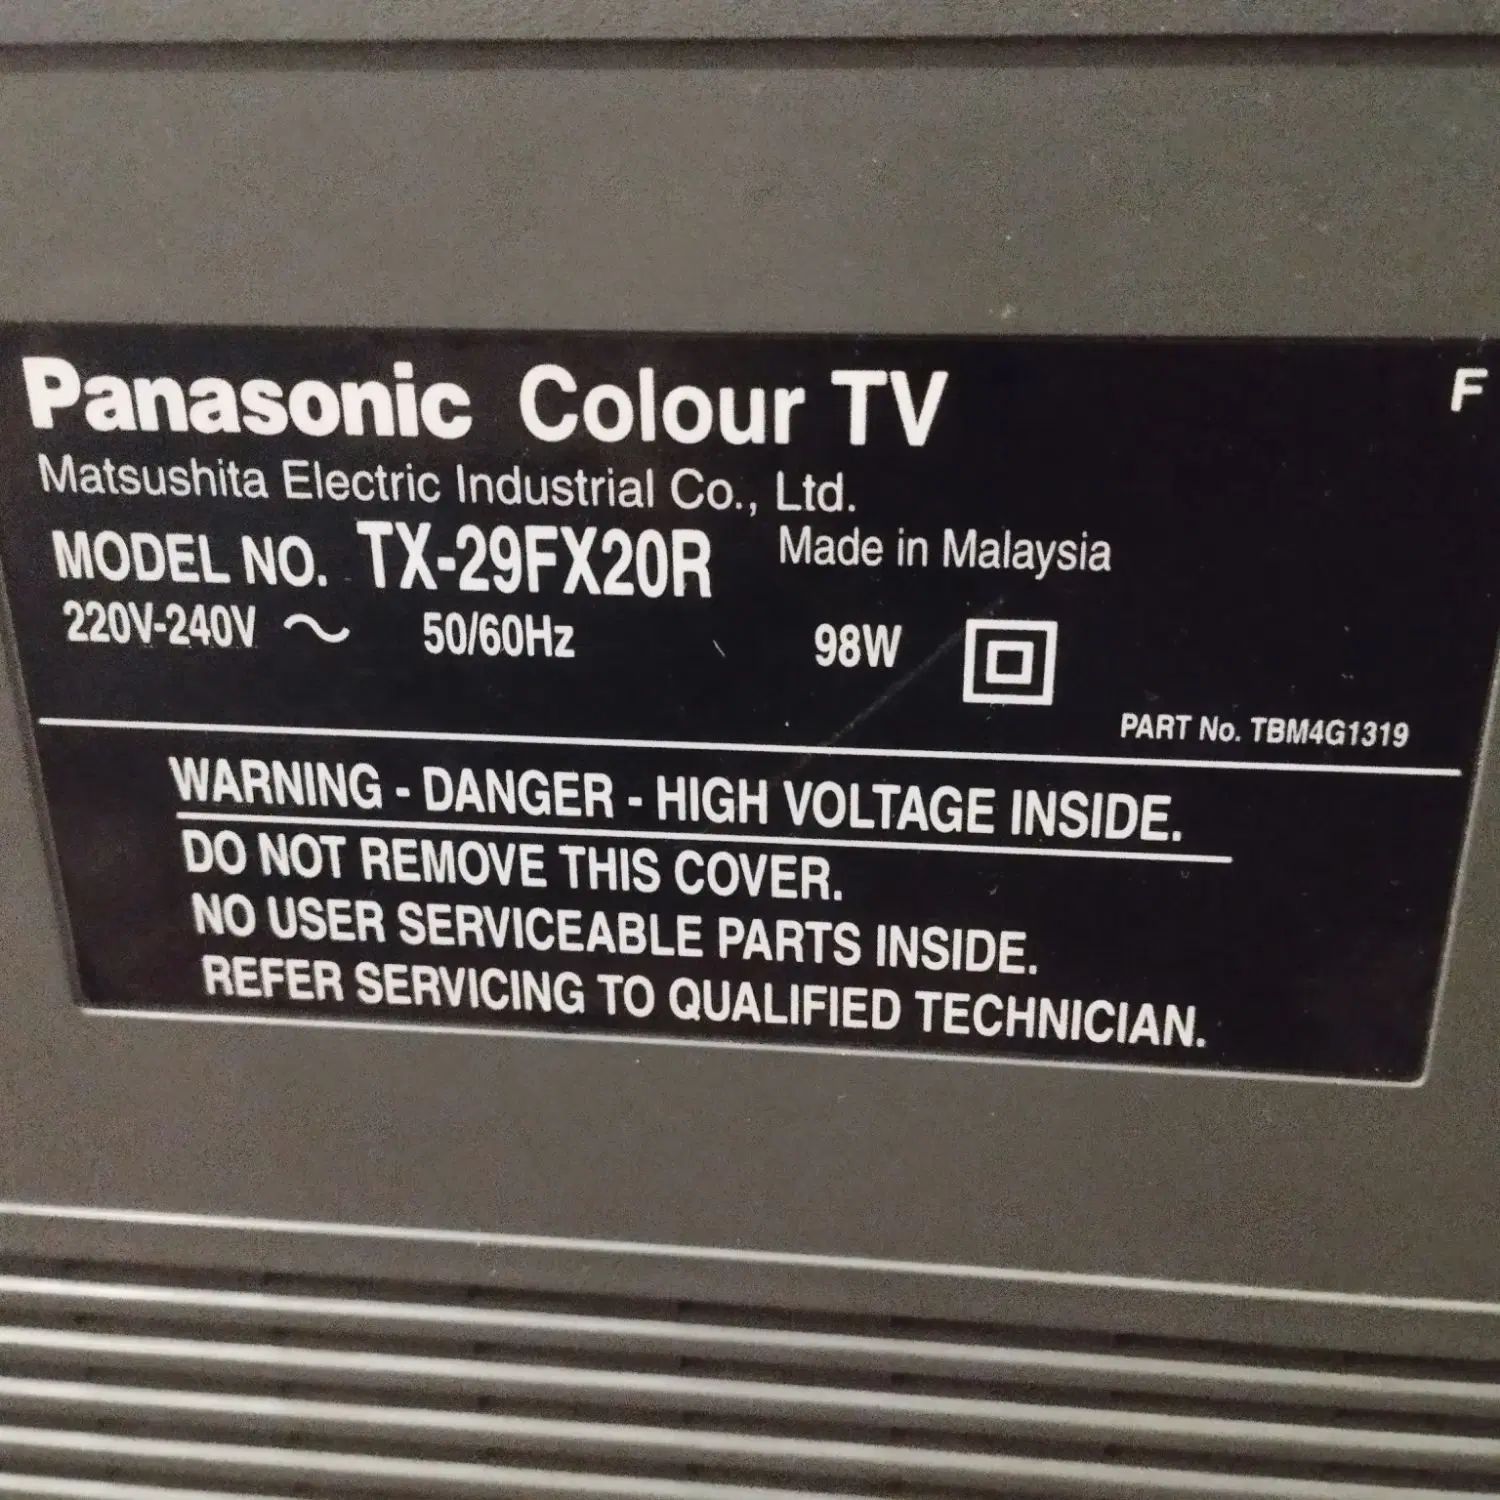 Panasonic Colour TV F
Matsushita Electric Industrial Co., Ltd.
MODEL NO. TX-29FX20R Made in Malaysia
220V-240V ~ 50/60Hz 98W
PART No. TBM4G1319
WARNING - DANGER - HIGH VOLTAGE INSIDE.
DO NOT REMOVE THIS COVER.
NO USER SERVICEABLE PARTS INSIDE.
REFER SERVICING TO QUALIFIED TECHNICIAN.